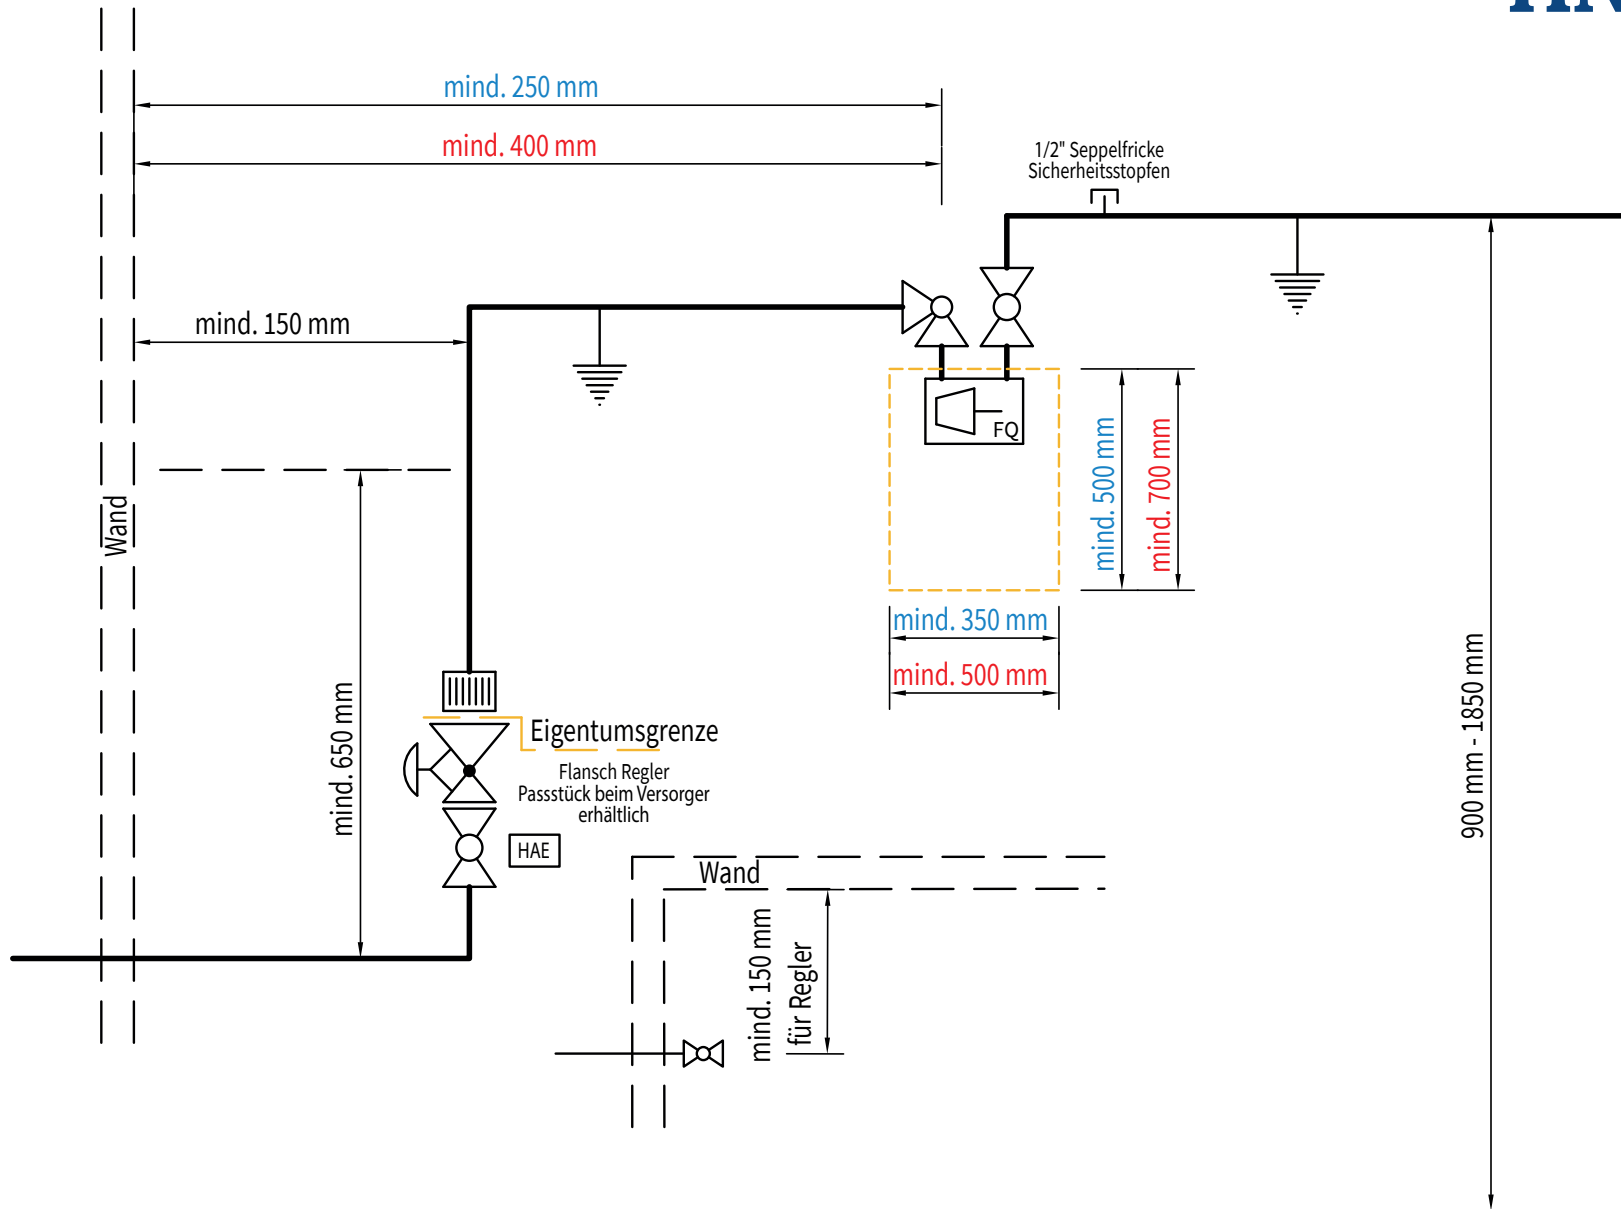 mind. 250 mm
mind. 400 mm
1/2" Seppelfricke
Sicherheitsstopfen
mind. 150 mm
FQ
mind. 500 mm
mind. 700 mm
Wand
mind. 350 mm
mind. 500 mm
mind. 650 mm
Eigentumsgrenze
Flansch Regler
Passstück beim Versorger
erhältlich
HAE
900 mm - 1850 mm
Wand
mind. 150 mm
für Regler